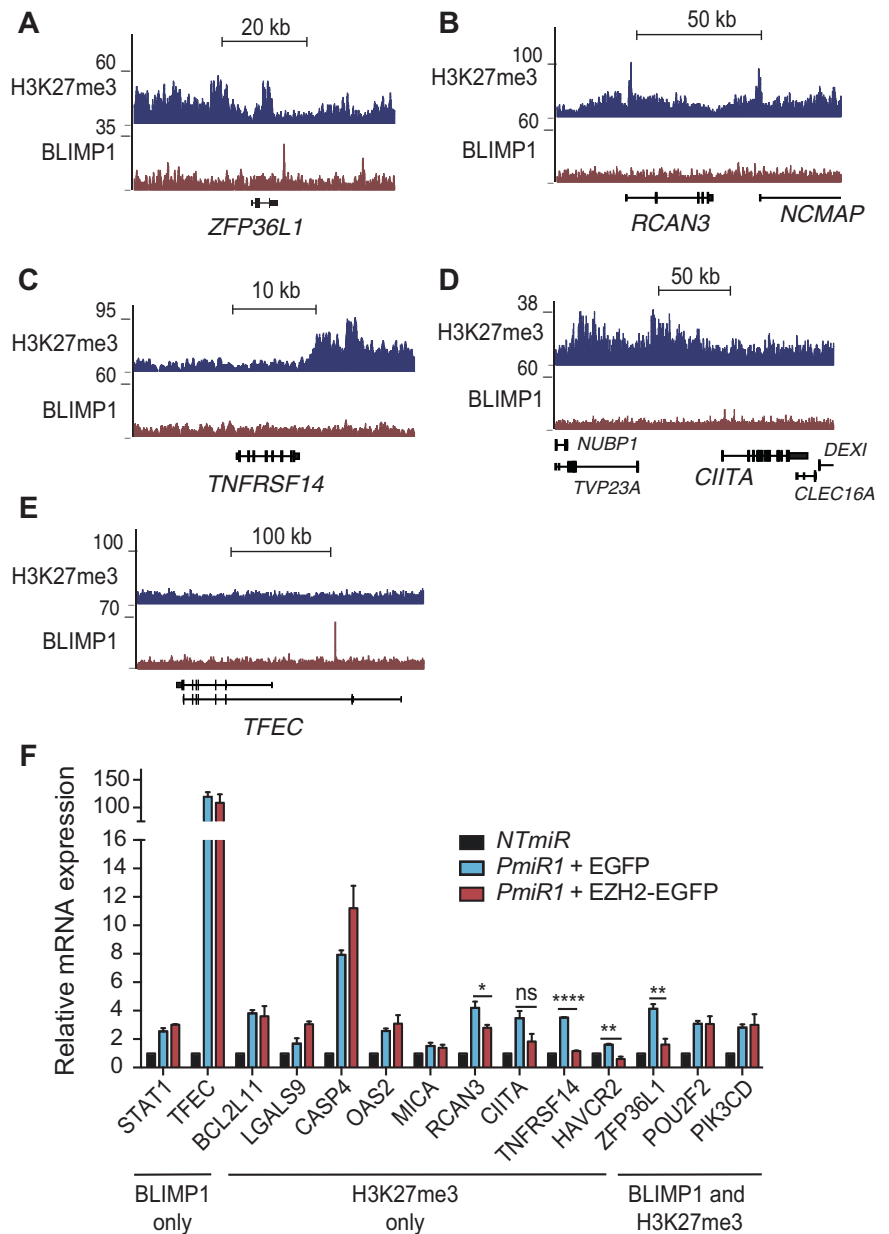 A
20 kb
60
H3K27me3
35
BLIMP1
ZFP36L1
B
50 kb
100
H3K27me3
60
BLIMP1
RCAN3 NCMAP
C
10 kb
95
H3K27me3
60
BLIMP1
TNFRSF14
D
50 kb
38
H3K27me3
60
BLIMP1
NUBP1 DEXI
TVP23A CIITA CLEC16A
E
100 kb
100
H3K27me3
70
BLIMP1
TFEC
F
Relative mRNA expression
150
100
50
16
14
12
10
8
6
4
2
0
NTmiR
PmiR1 + EGFP
PmiR1 + EZH2-EGFP
* ns **** ** **
STAT1 TFEC BCL2L11 LGALS9 CASP4 OAS2 MICA RCAN3 CIITA TNFRSF14 HAVCR2 ZFP36L1 POU2F2 PIK3CD
BLIMP1 only
H3K27me3 only
BLIMP1 and H3K27me3